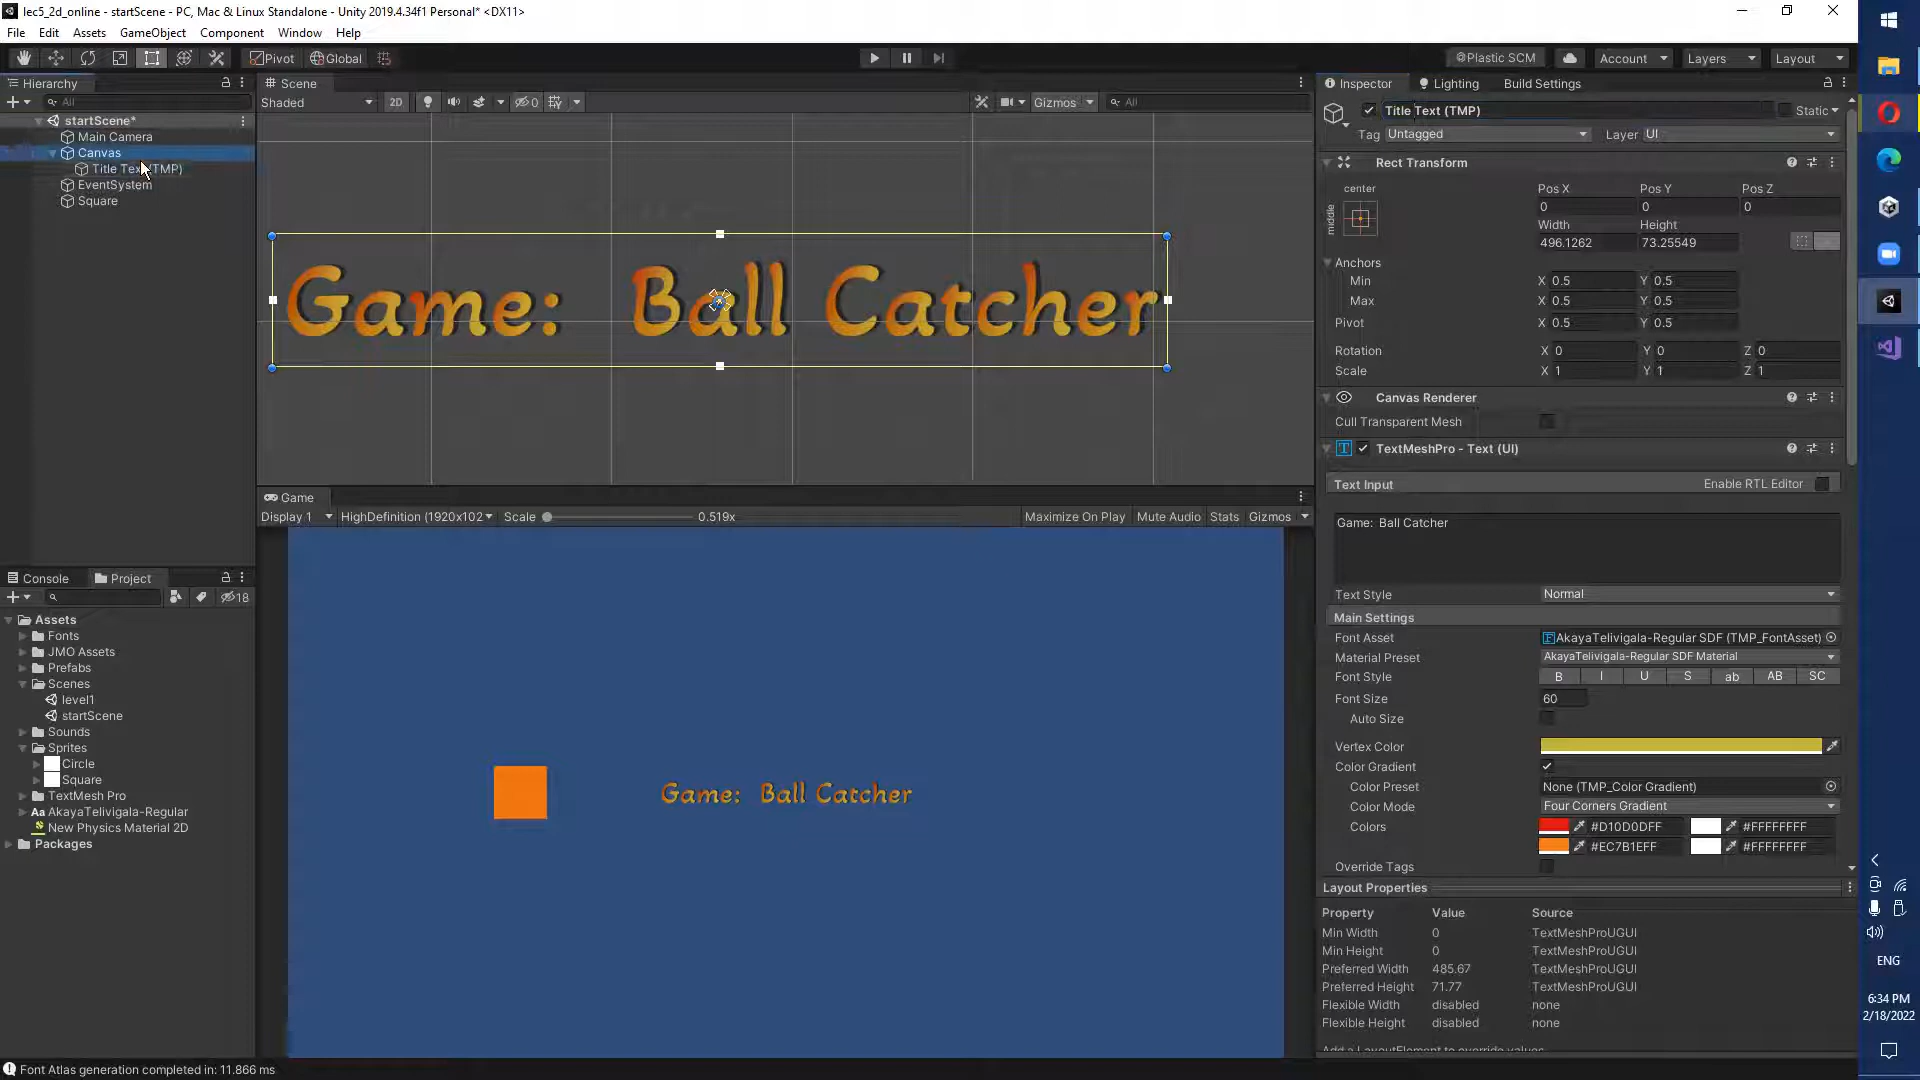 lec5_2d_online - startScene - PC, Mac & Linux Standalone - Unity 2019.4.34f1 Personal* <DX11>
File Edit Assets GameObject Component Window Help
Pivot Global Plastic SCM Account Layers Layout
Hierarchy
All
startScene*
Main Camera
Canvas
Title Text (TMP)
EventSystem
Square
Scene
Shaded 2D 0 Gizmos All
Game: Ball Catcher
Game
Display 1 HighDefinition (1920x102 Scale 0.519x Maximize On Play Mute Audio Stats Gizmos
Game: Ball Catcher
Console Project
18
Assets
Fonts
JMO Assets
Prefabs
Scenes
level1
startScene
Sounds
Sprites
Circle
Square
TextMesh Pro
Aa AkayaTelivigala-Regular
New Physics Material 2D
Packages
Font Atlas generation completed in: 11.866 ms
Inspector Lighting Build Settings
Title Text (TMP) Static
Tag Untagged Layer UI
Rect Transform
center Pos X Pos Y Pos Z
middle 0 0 0
Width Height
496.1262 73.25549
Anchors
Min X 0.5 Y 0.5
Max X 0.5 Y 0.5
Pivot X 0.5 Y 0.5
Rotation X 0 Y 0 Z 0
Scale X 1 Y 1 Z 1
Canvas Renderer
Cull Transparent Mesh
TextMeshPro - Text (UI)
Text Input Enable RTL Editor
Game: Ball Catcher
Text Style Normal
Main Settings
Font Asset AkayaTelivigala-Regular SDF (TMP_FontAsset)
Material Preset AkayaTelivigala-Regular SDF Material
Font Style B I U S ab AB SC
Font Size 60
Auto Size
Vertex Color
Color Gradient
Color Preset None (TMP_Color Gradient)
Color Mode Four Corners Gradient
Colors #D10D0DFF #FFFFFFFF
#EC7B1EFF #FFFFFFFF
Override Tags
Layout Properties
Property Value Source
Min Width 0 TextMeshProUGUI
Min Height 0 TextMeshProUGUI
Preferred Width 485.67 TextMeshProUGUI
Preferred Height 71.77 TextMeshProUGUI
Flexible Width disabled none
Flexible Height disabled none
Add a LayoutElement to override values
ENG
6:34 PM
2/18/2022